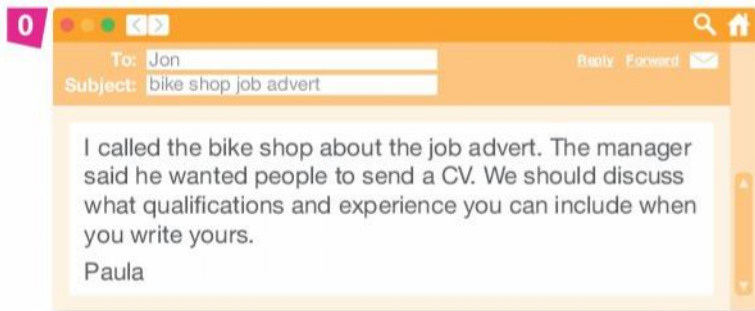 0
To: Jon
Reply Forward
Subject: bike shop job advert
I called the bike shop about the job advert. The manager
said he wanted people to send a CV. We should discuss
what qualifications and experience you can include when
you write yours.
Paula